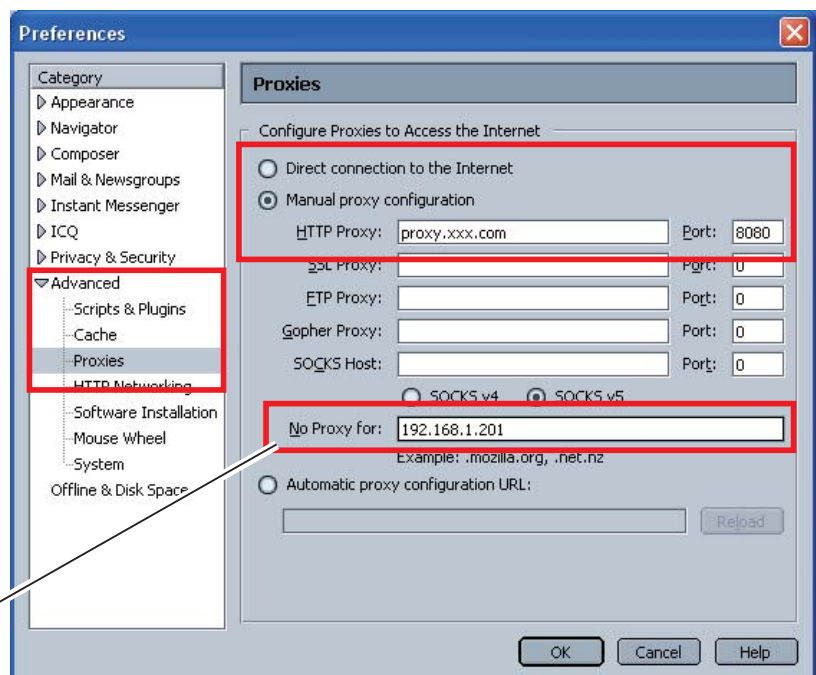 Preferences
Category
Appearance
Navigator
Composer
Mail & Newsgroups
Instant Messenger
ICQ
Privacy & Security
Advanced
Scripts & Plugins
Cache
Proxies
HTTP Networking
Software Installation
Mouse Wheel
System
Offline & Disk Space
Proxies
Configure Proxies to Access the Internet
Direct connection to the Internet
Manual proxy configuration
HTTP Proxy: proxy.xxx.com Port: 8080
SSL Proxy: Port: 0
FTP Proxy: Port: 0
Gopher Proxy: Port: 0
SOCKS Host: Port: 0
SOCKS v4 SOCKS v5
No Proxy for: 192.168.1.201
Example: .mozilla.org, .net.nz
Automatic proxy configuration URL:
Reload
OK Cancel Help